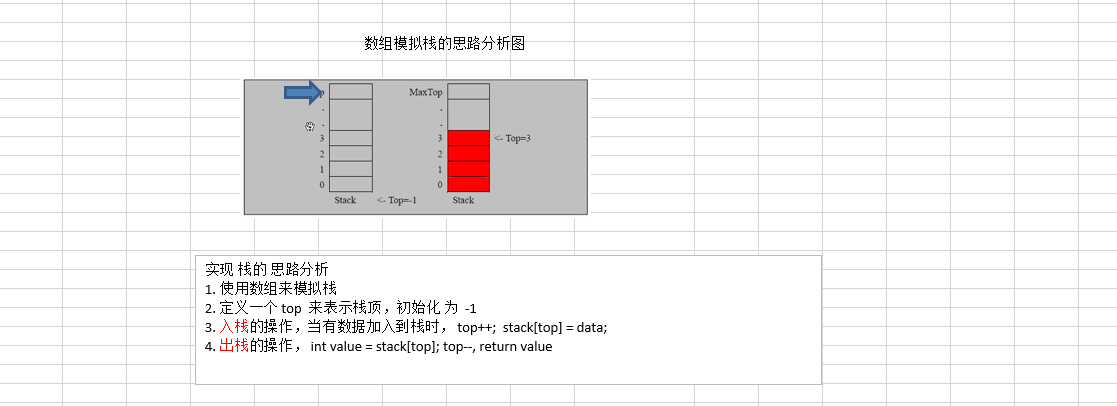 数组模拟栈的思路分析图
p MaxTop
. .
. .
3 3 <- Top=3
2 2
1 1
0 0
Stack <- Top=-1 Stack
实现 栈的 思路分析
1. 使用数组来模拟栈
2. 定义一个 top 来表示栈顶，初始化 为 -1
3. 入栈的操作，当有数据加入到栈时， top++; stack[top] = data;
4. 出栈的操作， int value = stack[top]; top--, return value